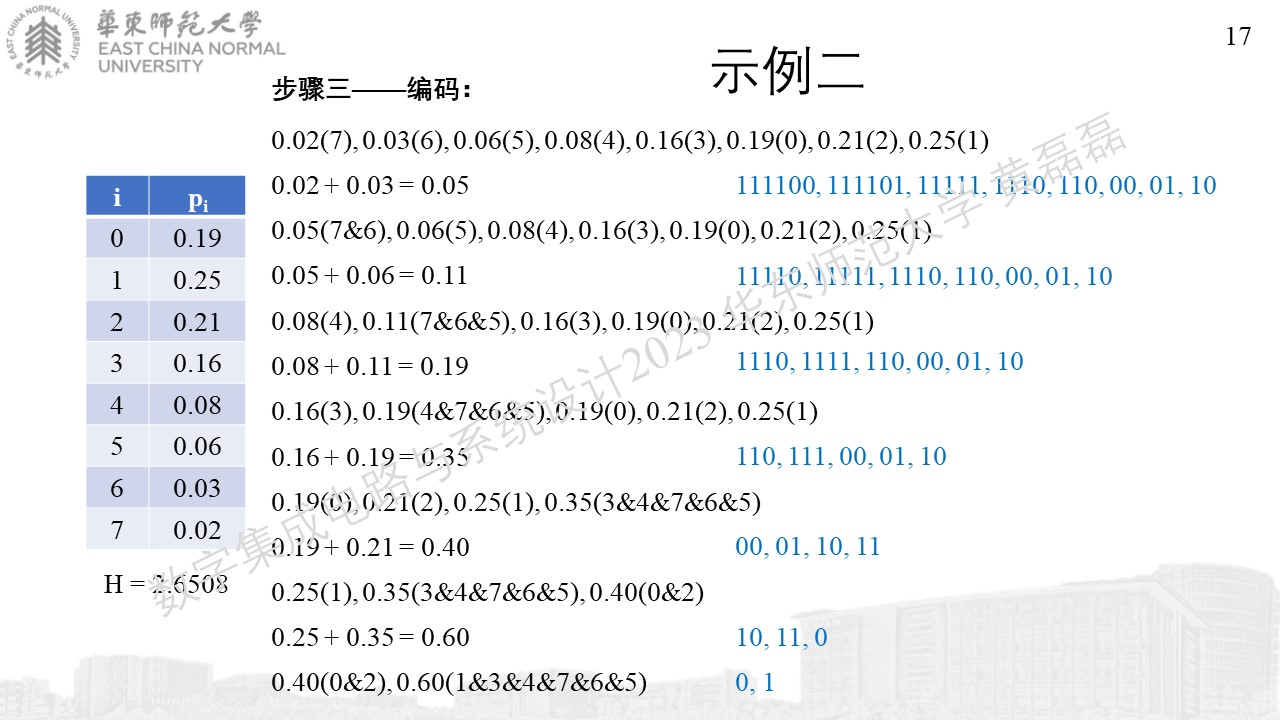 華東師範大學
EAST CHINA NORMAL
UNIVERSITY
EAST CHINA NORMAL UNIVERSITY
華東師範大學
17
示例二
步骤三——编码：
0.02(7), 0.03(6), 0.06(5), 0.08(4), 0.16(3), 0.19(0), 0.21(2), 0.25(1)
0.02 + 0.03 = 0.05 111100, 111101, 11111, 1110, 110, 00, 01, 10
0.05(7&6), 0.06(5), 0.08(4), 0.16(3), 0.19(0), 0.21(2), 0.25(1)
0.05 + 0.06 = 0.11 11110, 11111, 1110, 110, 00, 01, 10
0.08(4), 0.11(7&6&5), 0.16(3), 0.19(0), 0.21(2), 0.25(1)
0.08 + 0.11 = 0.19 1110, 1111, 110, 00, 01, 10
0.16(3), 0.19(4&7&6&5), 0.19(0), 0.21(2), 0.25(1)
0.16 + 0.19 = 0.35 110, 111, 00, 01, 10
0.19(0), 0.21(2), 0.25(1), 0.35(3&4&7&6&5)
0.19 + 0.21 = 0.40 00, 01, 10, 11
0.25(1), 0.35(3&4&7&6&5), 0.40(0&2)
0.25 + 0.35 = 0.60 10, 11, 0
0.40(0&2), 0.60(1&3&4&7&6&5) 0, 1
i pi
0 0.19
1 0.25
2 0.21
3 0.16
4 0.08
5 0.06
6 0.03
7 0.02
H = 2.6508
数字集成电路与系统设计2023 华东师范大学 黄磊磊